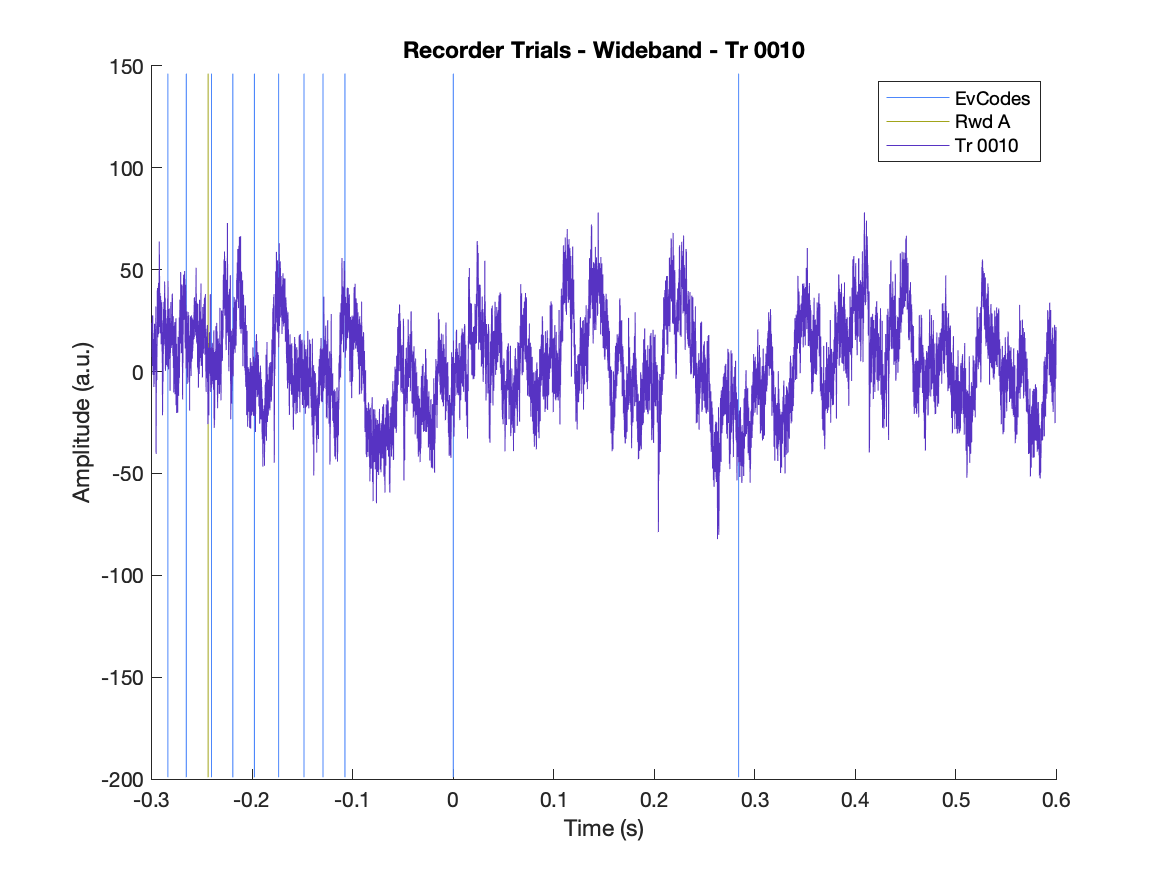 Recorder Trials - Wideband - Tr 0010
150
100
50
0
-50
-100
-150
-200
Amplitude (a.u.)
EvCodes
Rwd A
Tr 0010
-0.3 -0.2 -0.1 0 0.1 0.2 0.3 0.4 0.5 0.6
Time (s)